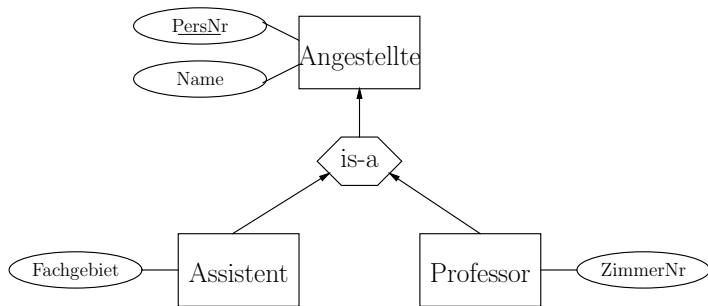 PersNr
Angestellte
Name
is-a
Fachgebiet
Assistent
Professor
ZimmerNr